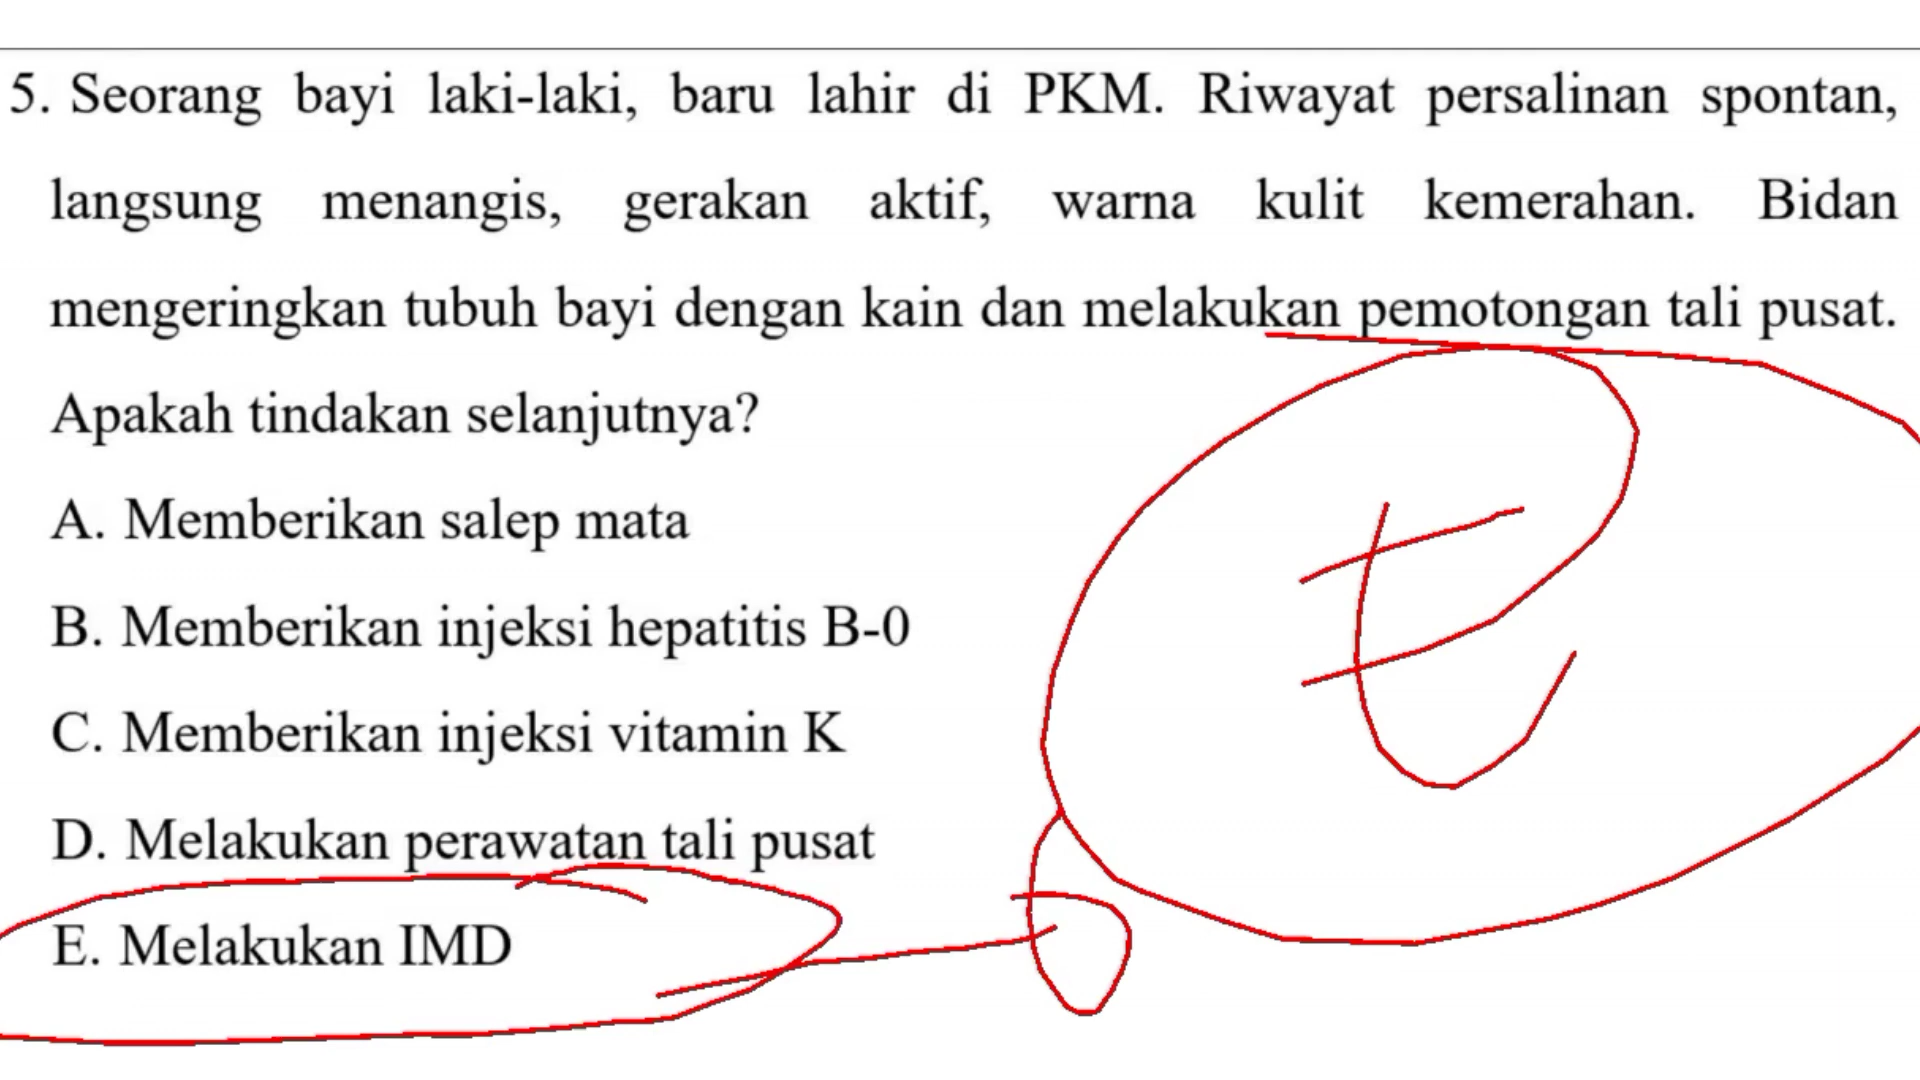 5. Seorang bayi laki-laki, baru lahir di PKM. Riwayat persalinan spontan,
langsung menangis, gerakan aktif, warna kulit kemerahan. Bidan
mengeringkan tubuh bayi dengan kain dan melakukan pemotongan tali pusat.
Apakah tindakan selanjutnya?
A. Memberikan salep mata
B. Memberikan injeksi hepatitis B-0
C. Memberikan injeksi vitamin K
D. Melakukan perawatan tali pusat
E. Melakukan IMD